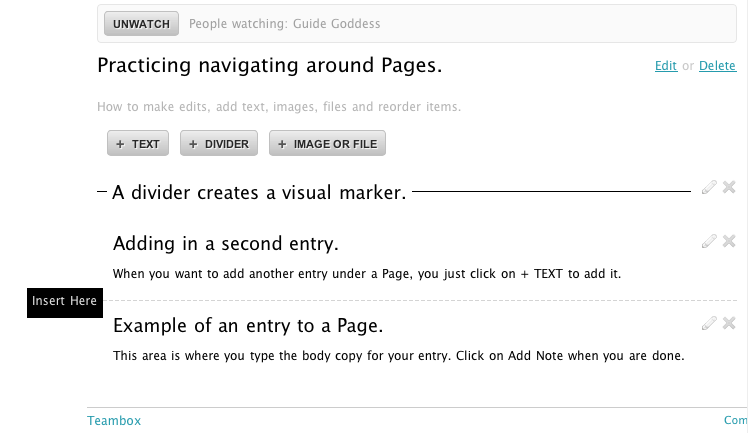 UNWATCH People watching: Guide Goddess
Practicing navigating around Pages. Edit or Delete
How to make edits, add text, images, files and reorder items.
+ TEXT + DIVIDER + IMAGE OR FILE
A divider creates a visual marker.
Adding in a second entry.
When you want to add another entry under a Page, you just click on + TEXT to add it.
Insert Here
Example of an entry to a Page.
This area is where you type the body copy for your entry. Click on Add Note when you are done.
Teambox Com